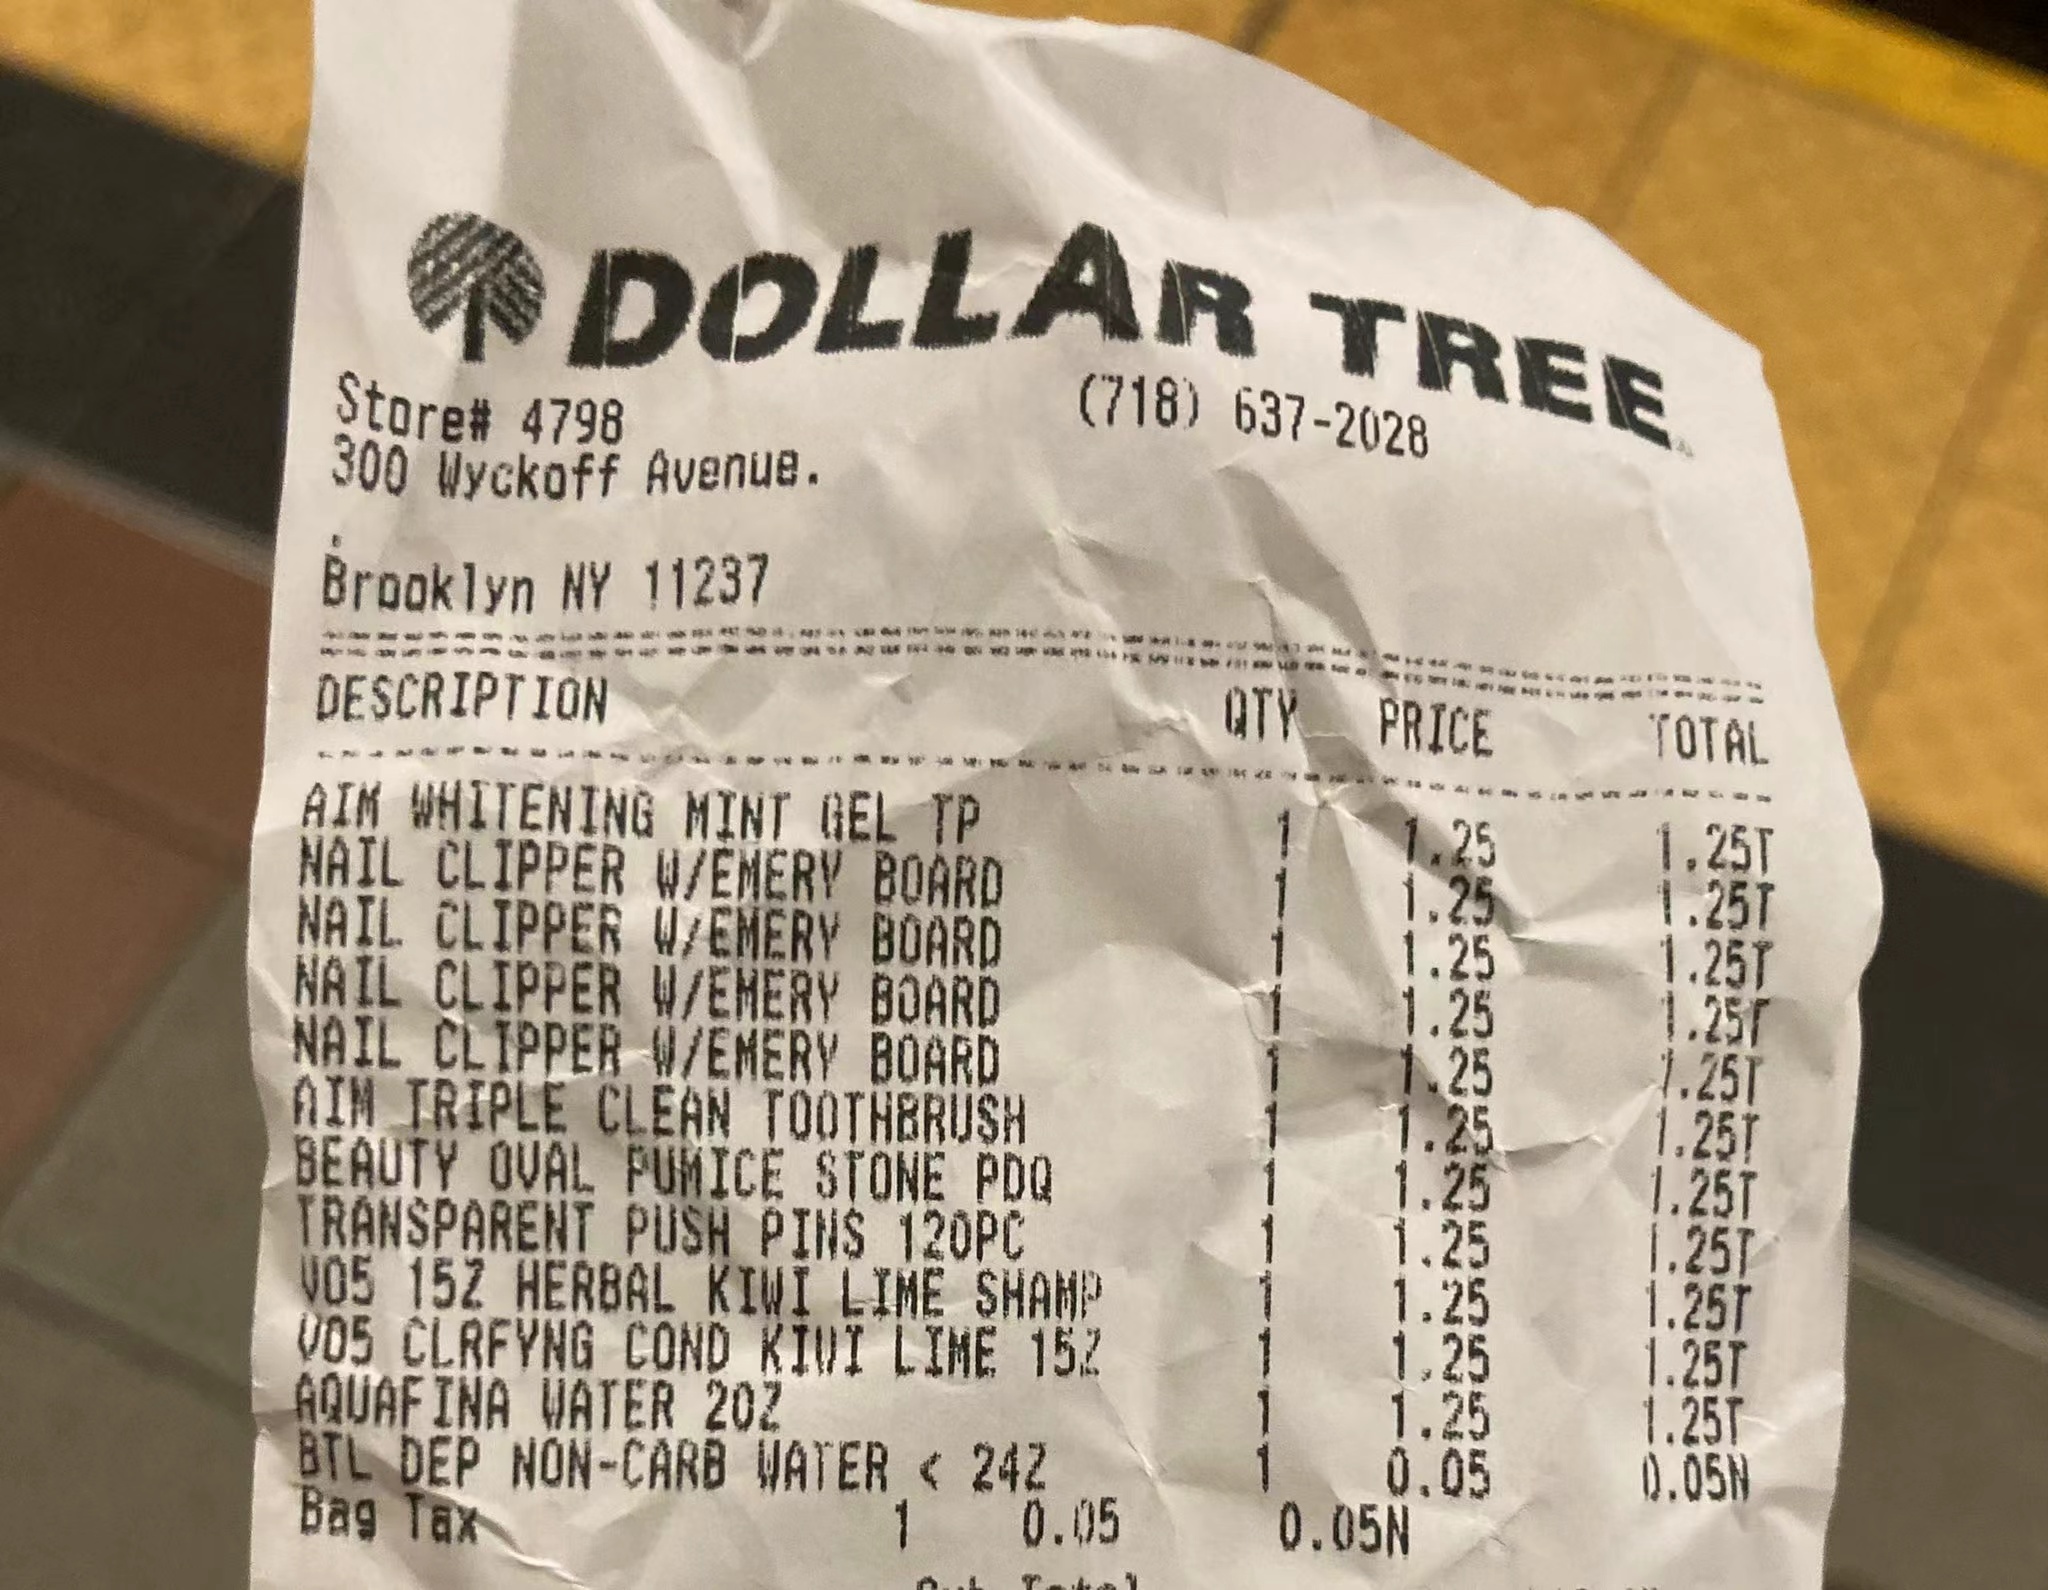 DOLLAR TREE
Store# 4798 (718) 637-2028
300 Wyckoff Avenue.
.
Brooklyn NY 11237
DESCRIPTION QTY PRICE TOTAL
AIM WHITENING MINT GEL TP 1 1.25 1.25T
NAIL CLIPPER W/EMERY BOARD 1 1.25 1.25T
NAIL CLIPPER W/EMERY BOARD 1 1.25 1.25T
NAIL CLIPPER W/EMERY BOARD 1 1.25 1.25T
NAIL CLIPPER W/EMERY BOARD 1 1.25 1.25T
AIM TRIPLE CLEAN TOOTHBRUSH 1 1.25 1.25T
BEAUTY OVAL PUMICE STONE PDQ 1 1.25 1.25T
TRANSPARENT PUSH PINS 120PC 1 1.25 1.25T
VO5 15Z HERBAL KIWI LIME SHAMP 1 1.25 1.25T
VO5 CLRFYNG COND KIWI LIME 15Z 1 1.25 1.25T
AQUAFINA WATER 20Z 1 1.25 1.25T
BTL DEP NON-CARB WATER < 24Z 1 0.05 0.05N
Bag Tax 1 0.05 0.05N